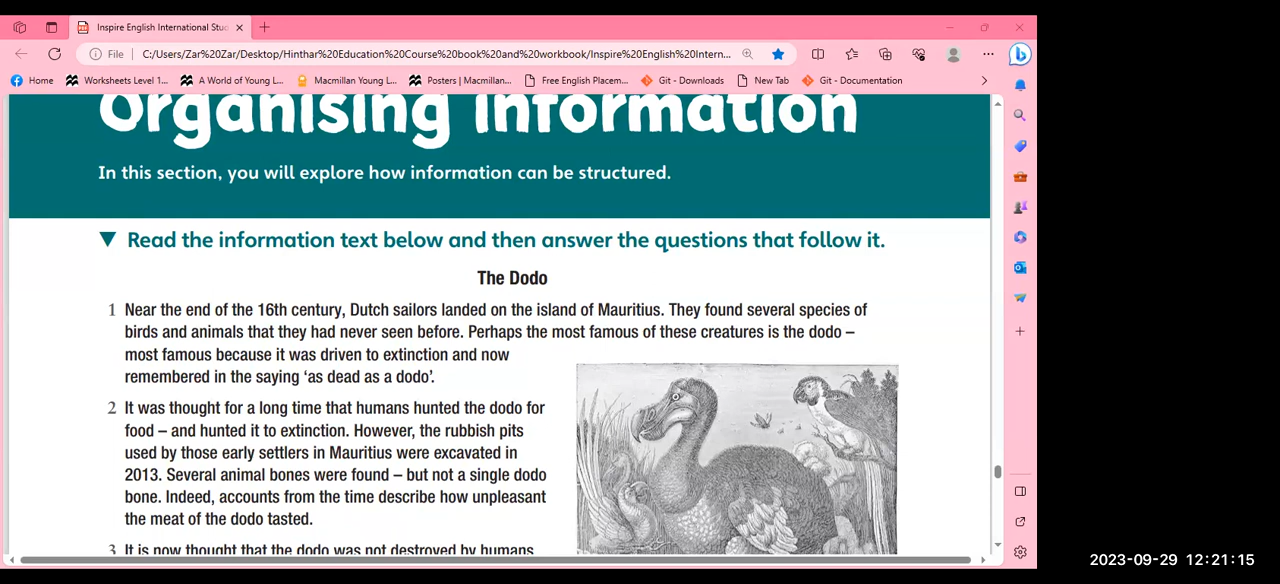 Inspire English International Stu
File
C:/Users/Zar%20Zar/Desktop/Hinthar%20Education%20Course%20book%20and%20workbook/Inspire%20English%20Intern...
Home
Worksheets Level 1...
A World of Young L...
Macmillan Young L...
Posters | Macmillan...
Free English Placem...
Git - Downloads
New Tab
Git - Documentation
Organising information
In this section, you will explore how information can be structured.
▼ Read the information text below and then answer the questions that follow it.
The Dodo
1 Near the end of the 16th century, Dutch sailors landed on the island of Mauritius. They found several species of
birds and animals that they had never seen before. Perhaps the most famous of these creatures is the dodo –
most famous because it was driven to extinction and now
remembered in the saying ‘as dead as a dodo’.
2 It was thought for a long time that humans hunted the dodo for
food – and hunted it to extinction. However, the rubbish pits
used by those early settlers in Mauritius were excavated in
2013. Several animal bones were found – but not a single dodo
bone. Indeed, accounts from the time describe how unpleasant
the meat of the dodo tasted.
3 It is now thought that the dodo was not destroyed by humans
2023-09-29 12:21:15